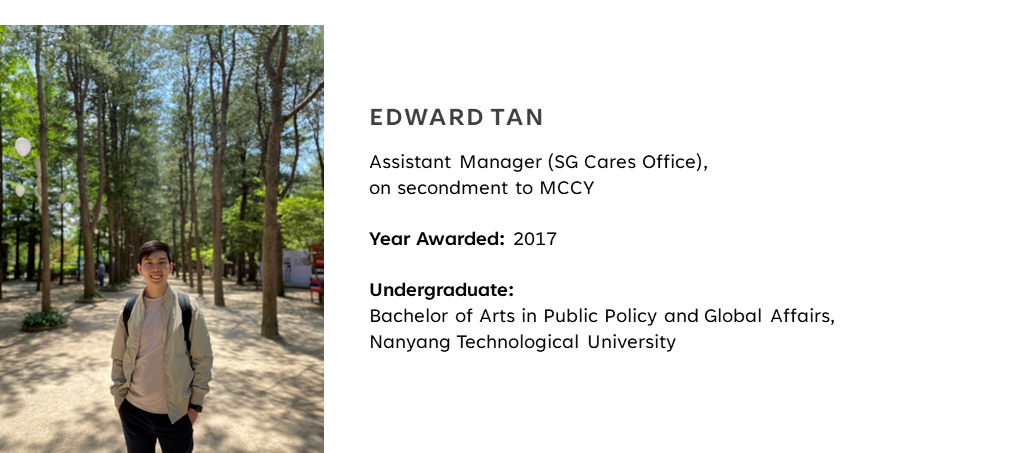 EDWARD TAN
Assistant Manager (SG Cares Office),
on secondment to MCCY
Year Awarded: 2017
Undergraduate:
Bachelor of Arts in Public Policy and Global Affairs,
Nanyang Technological University